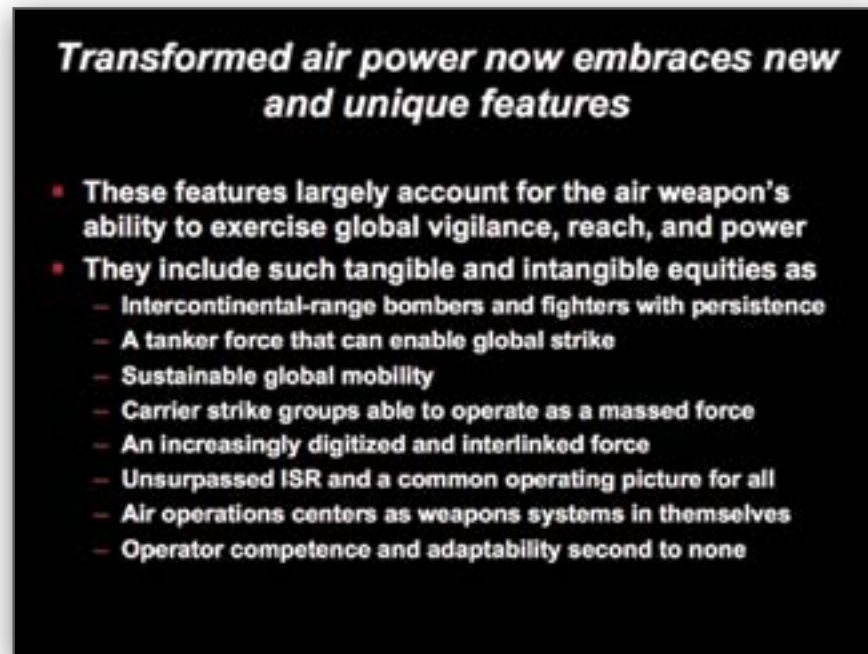 Transformed air power now embraces new
and unique features
▪ These features largely account for the air weapon's
ability to exercise global vigilance, reach, and power
▪ They include such tangible and intangible equities as
– Intercontinental-range bombers and fighters with persistence
– A tanker force that can enable global strike
– Sustainable global mobility
– Carrier strike groups able to operate as a massed force
– An increasingly digitized and interlinked force
– Unsurpassed ISR and a common operating picture for all
– Air operations centers as weapons systems in themselves
– Operator competence and adaptability second to none